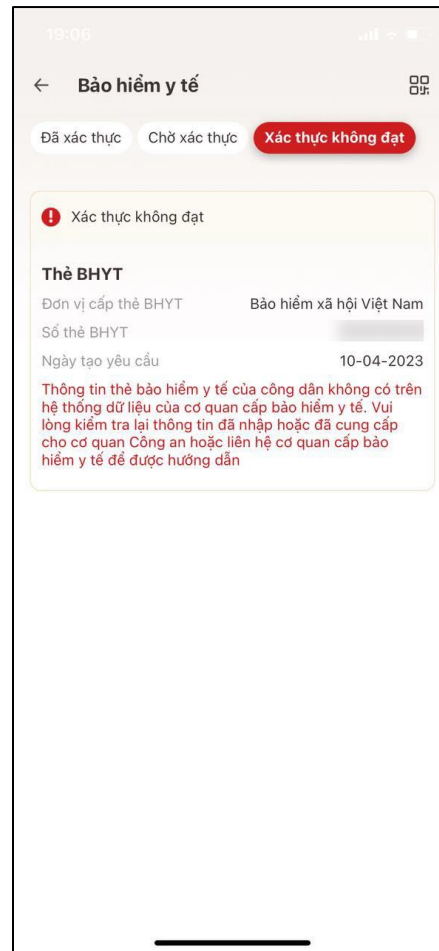 19:06
Bảo hiểm y tế
Đã xác thực Chờ xác thực Xác thực không đạt
Xác thực không đạt
Thẻ BHYT
Đơn vị cấp thẻ BHYT Bảo hiểm xã hội Việt Nam
Số thẻ BHYT
Ngày tạo yêu cầu 10-04-2023
Thông tin thẻ bảo hiểm y tế của công dân không có trên
hệ thống dữ liệu của cơ quan cấp bảo hiểm y tế. Vui
lòng kiểm tra lại thông tin đã nhập hoặc đã cung cấp
cho cơ quan Công an hoặc liên hệ cơ quan cấp bảo
hiểm y tế để được hướng dẫn